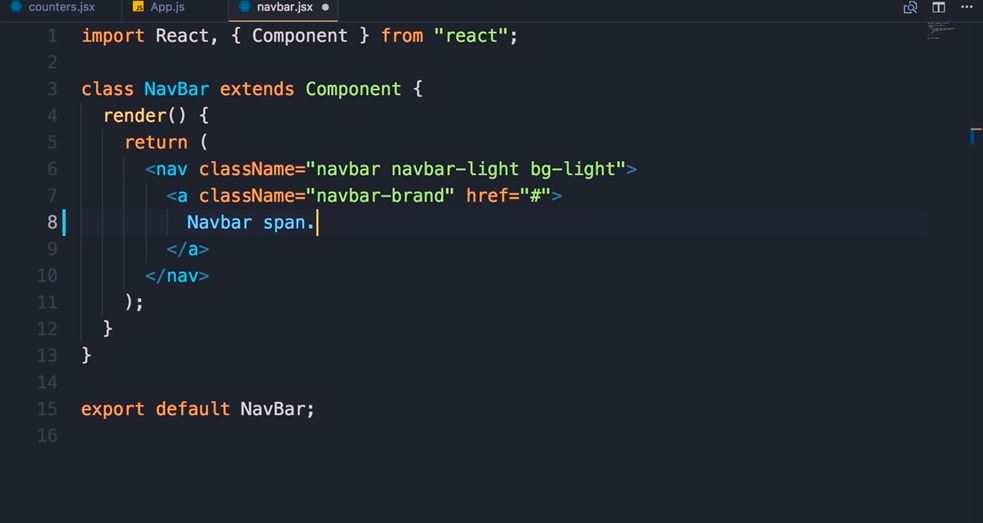 counters.jsx JS App.js navbar.jsx
1 import React, { Component } from "react";
2
3 class NavBar extends Component {
4   render() {
5     return (
6       <nav className="navbar navbar-light bg-light">
7         <a className="navbar-brand" href="#">
8           Navbar span.
9         </a>
10       </nav>
11     );
12   }
13 }
14
15 export default NavBar;
16